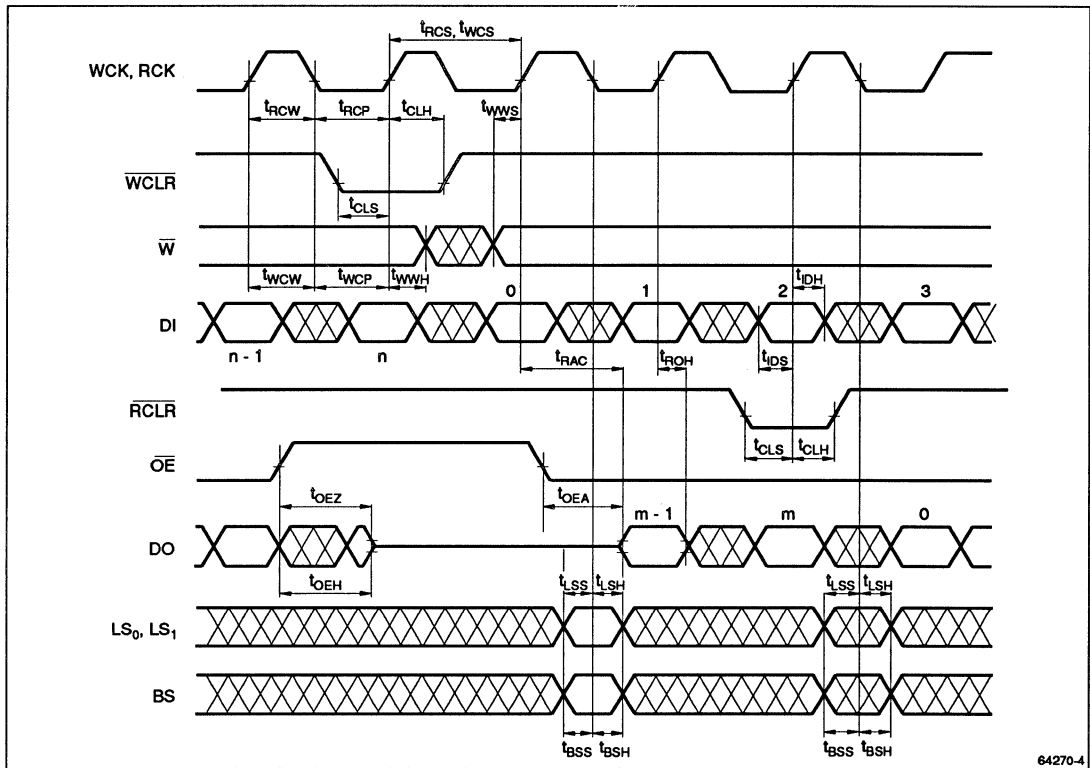 tRCS, tWCS
WCK, RCK
tRCW tRCP tCLH tWWS
WCLR
tCLS
W
tWCW tWCP tWWH tIDH
0 1 2 3
DI
n - 1 n
tRAC tROH tIDS
RCLR
tCLS tCLH
OE
tOEZ tOEA
m - 1 m 0
DO
tOEH tLSS tLSH tLSS tLSH
LS0, LS1
BS
tBSS tBSH tBSS tBSH
64270-4